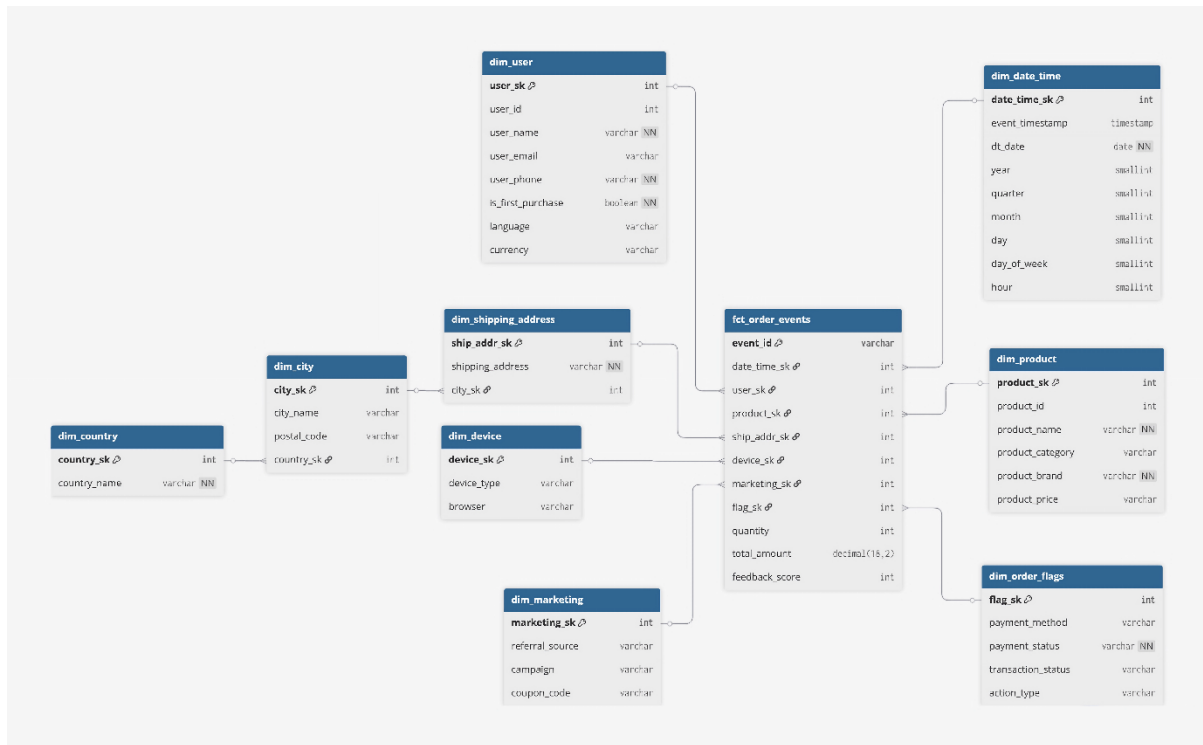 dim_user
user_sk int
user_id int
user_name varchar NN
user_email varchar
user_phone varchar NN
is_first_purchase boolean NN
language varchar
currency varchar
dim_date_time
date_time_sk int
event_timestamp timestamp
dt_date date NN
year smallint
quarter smallint
month smallint
day smallint
day_of_week smallint
hour smallint
dim_shipping_address
ship_addr_sk int
shipping_address varchar NN
city_sk int
fct_order_events
event_id varchar
date_time_sk int
user_sk int
product_sk int
ship_addr_sk int
device_sk int
marketing_sk int
flag_sk int
quantity int
total_amount decimal(18,2)
feedback_score int
dim_product
product_sk int
product_id int
product_name varchar NN
product_category varchar
product_brand varchar NN
product_price varchar
dim_city
city_sk int
city_name varchar
postal_code varchar
country_sk int
dim_country
country_sk int
country_name varchar NN
dim_device
device_sk int
device_type varchar
browser varchar
dim_marketing
marketing_sk int
referral_source varchar
campaign varchar
coupon_code varchar
dim_order_flags
flag_sk int
payment_method varchar
payment_status varchar NN
transaction_status varchar
action_type varchar